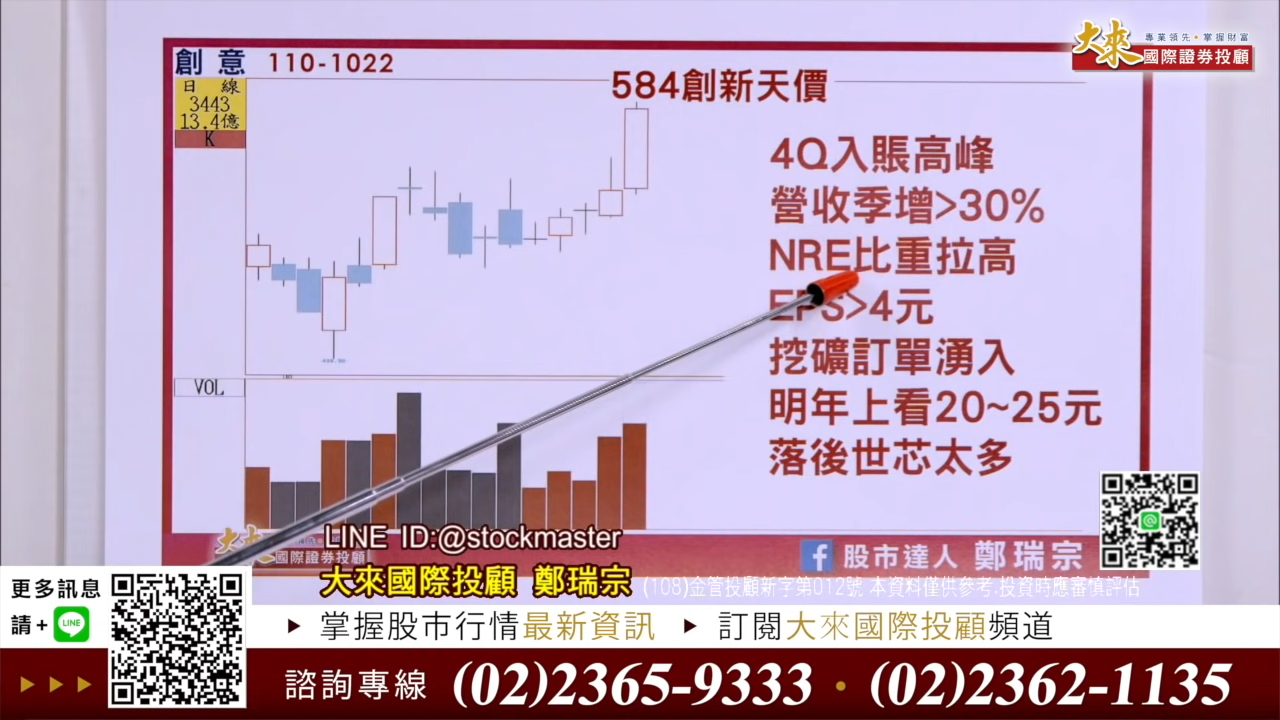 大來
專業領先•掌握財富
國際證券投顧
創意 110-1022
日線
3443
13.4億
K
584創新天價
4Q入賬高峰
營收季增>30%
NRE比重拉高
EPS>4元
挖礦訂單湧入
明年上看20~25元
落後世芯太多
VOL
大來
國際證券投顧
LINE ID:@stockmaster
股市達人 鄭瑞宗
大來國際投顧 鄭瑞宗
(108)金管投顧新字第012號 本資料僅供參考.投資時應審慎評估
更多訊息
請+ LINE
掌握股市行情最新資訊 訂閱大來國際投顧頻道
諮詢專線 (02)2365-9333•(02)2362-1135